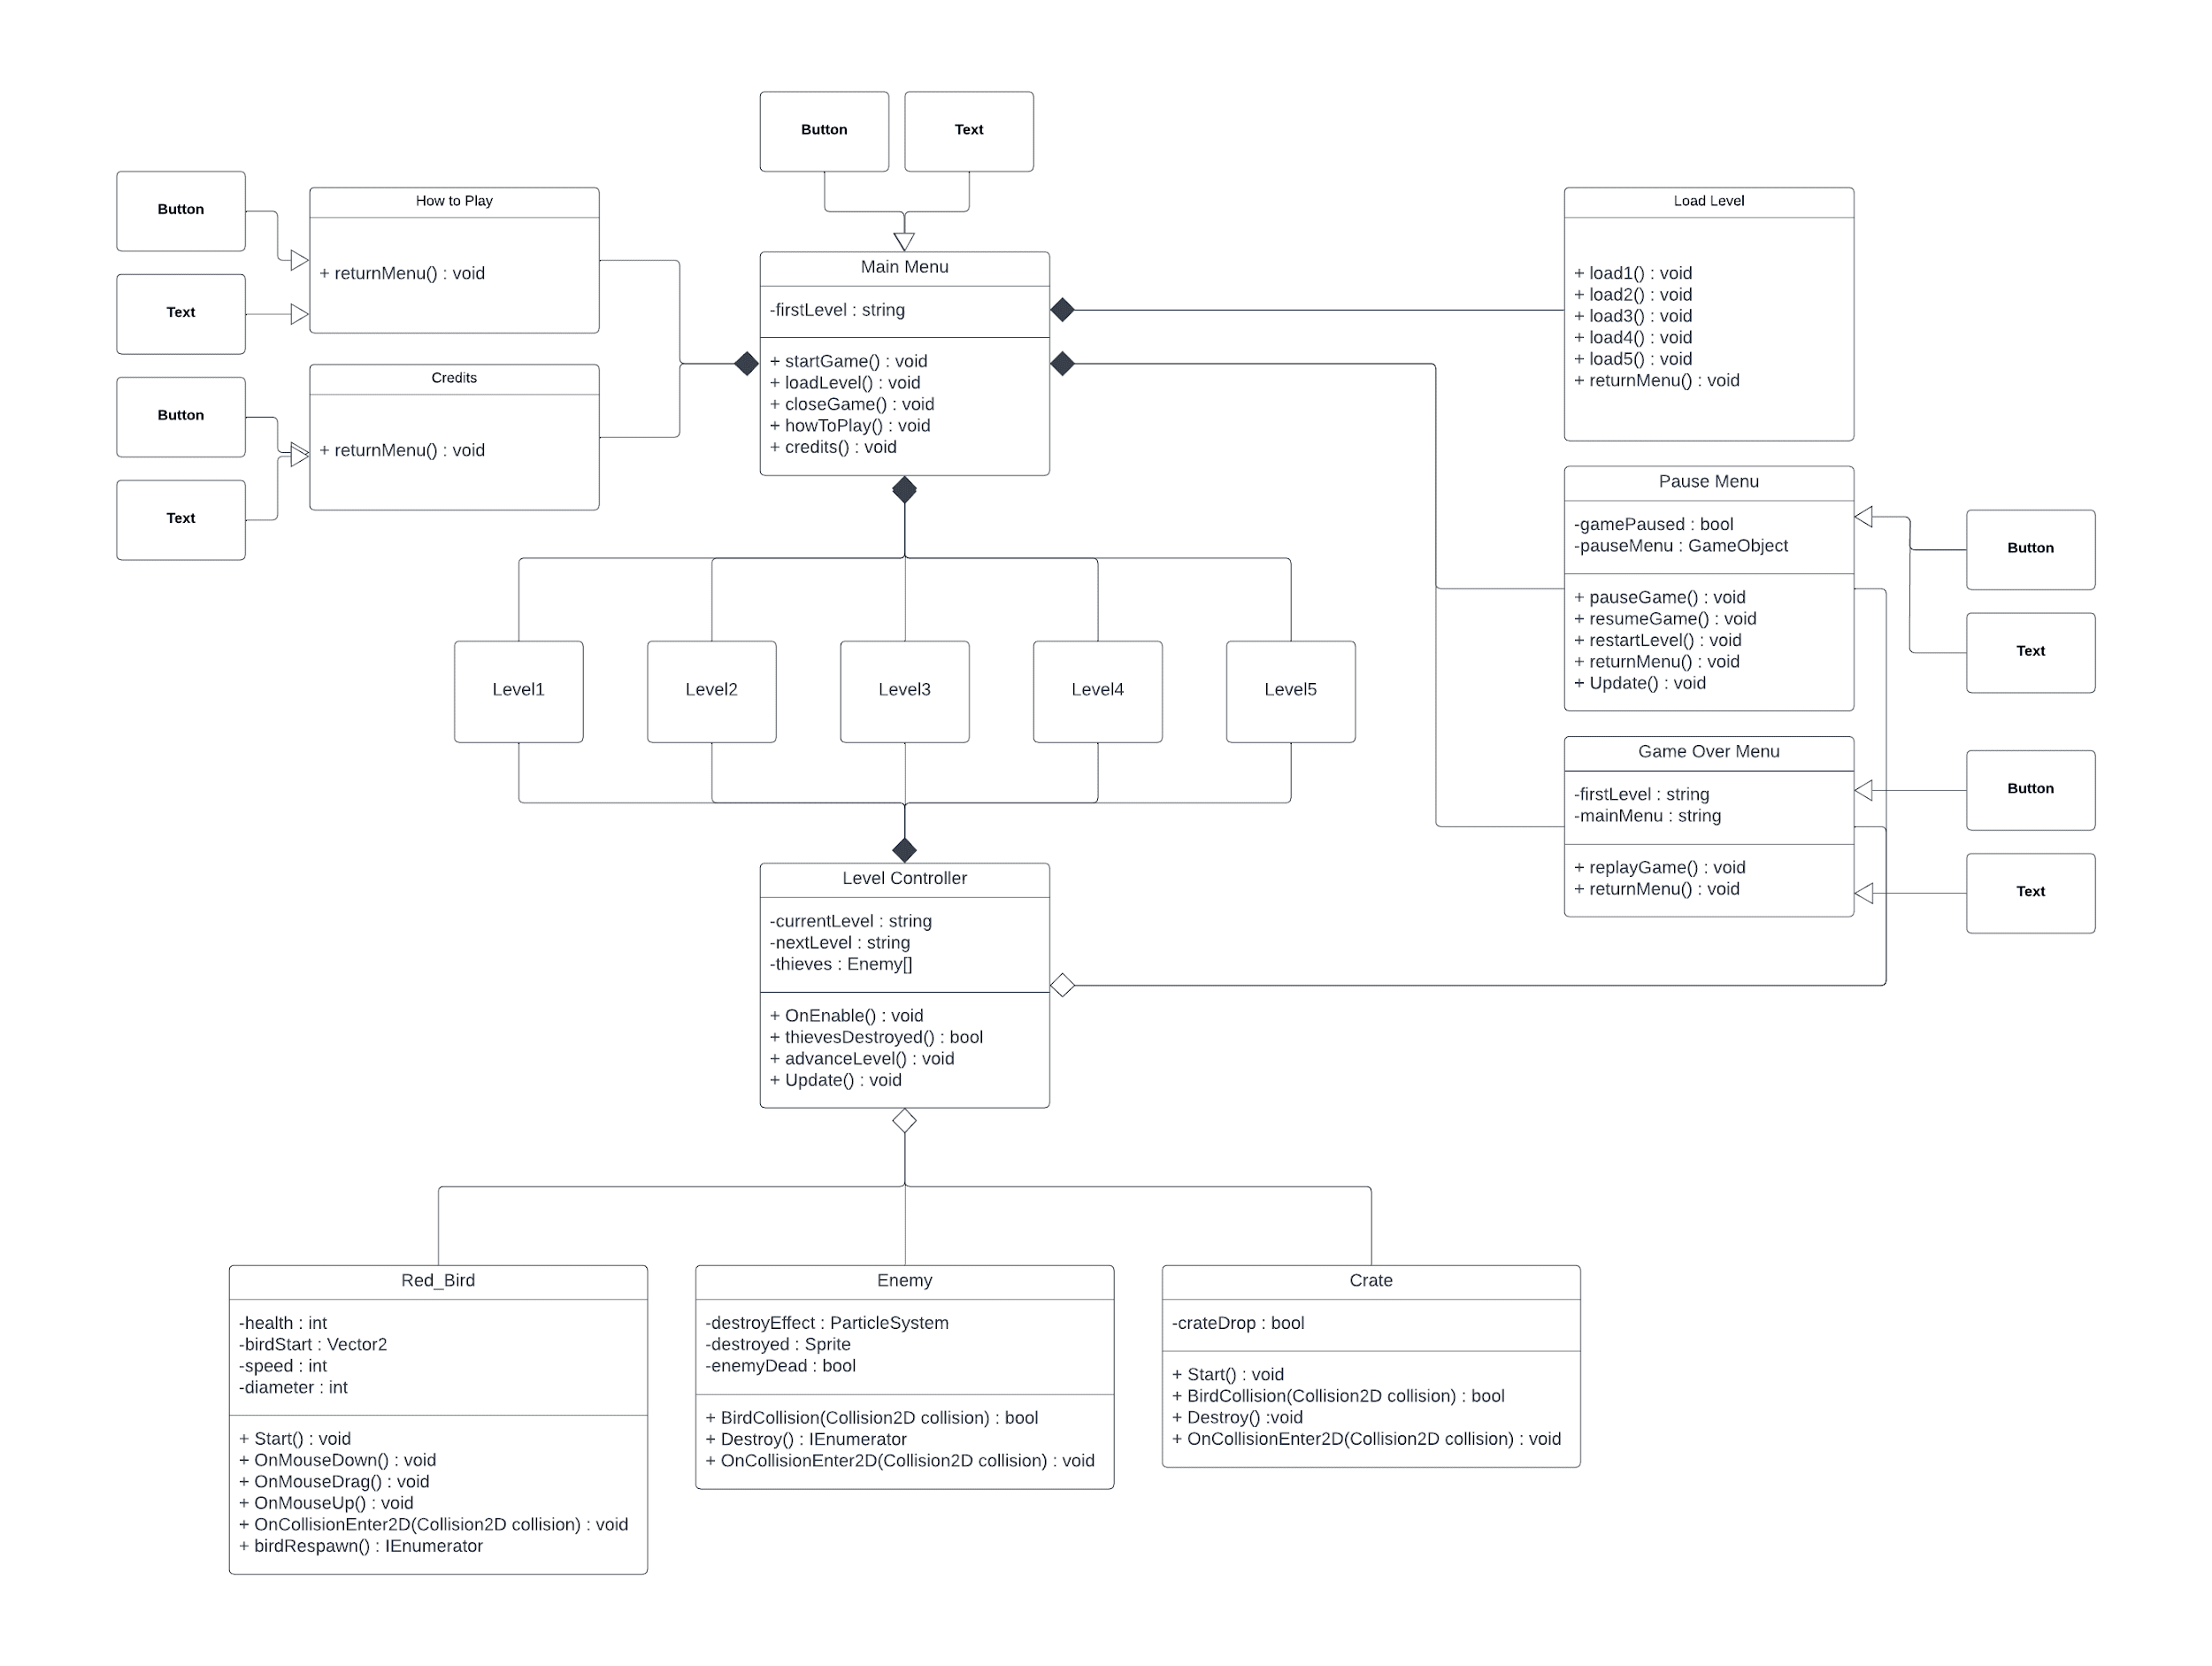 Button
Text
Button
Text
Button
Text
How to Play
+ returnMenu() : void
Credits
+ returnMenu() : void
Main Menu
-firstLevel : string
+ startGame() : void
+ loadLevel() : void
+ closeGame() : void
+ howToPlay() : void
+ credits() : void
Load Level
+ load1() : void
+ load2() : void
+ load3() : void
+ load4() : void
+ load5() : void
+ returnMenu() : void
Pause Menu
-gamePaused : bool
-pauseMenu : GameObject
+ pauseGame() : void
+ resumeGame() : void
+ restartLevel() : void
+ returnMenu() : void
+ Update() : void
Button
Text
Game Over Menu
-firstLevel : string
-mainMenu : string
+ replayGame() : void
+ returnMenu() : void
Button
Text
Level1
Level2
Level3
Level4
Level5
Level Controller
-currentLevel : string
-nextLevel : string
-thieves : Enemy[]
+ OnEnable() : void
+ thievesDestroyed() : bool
+ advanceLevel() : void
+ Update() : void
Red_Bird
-health : int
-birdStart : Vector2
-speed : int
-diameter : int
+ Start() : void
+ OnMouseDown() : void
+ OnMouseDrag() : void
+ OnMouseUp() : void
+ OnCollisionEnter2D(Collision2D collision) : void
+ birdRespawn() : IEnumerator
Enemy
-destroyEffect : ParticleSystem
-destroyed : Sprite
-enemyDead : bool
+ BirdCollision(Collision2D collision) : bool
+ Destroy() : IEnumerator
+ OnCollisionEnter2D(Collision2D collision) : void
Crate
-crateDrop : bool
+ Start() : void
+ BirdCollision(Collision2D collision) : bool
+ Destroy() :void
+ OnCollisionEnter2D(Collision2D collision) : void